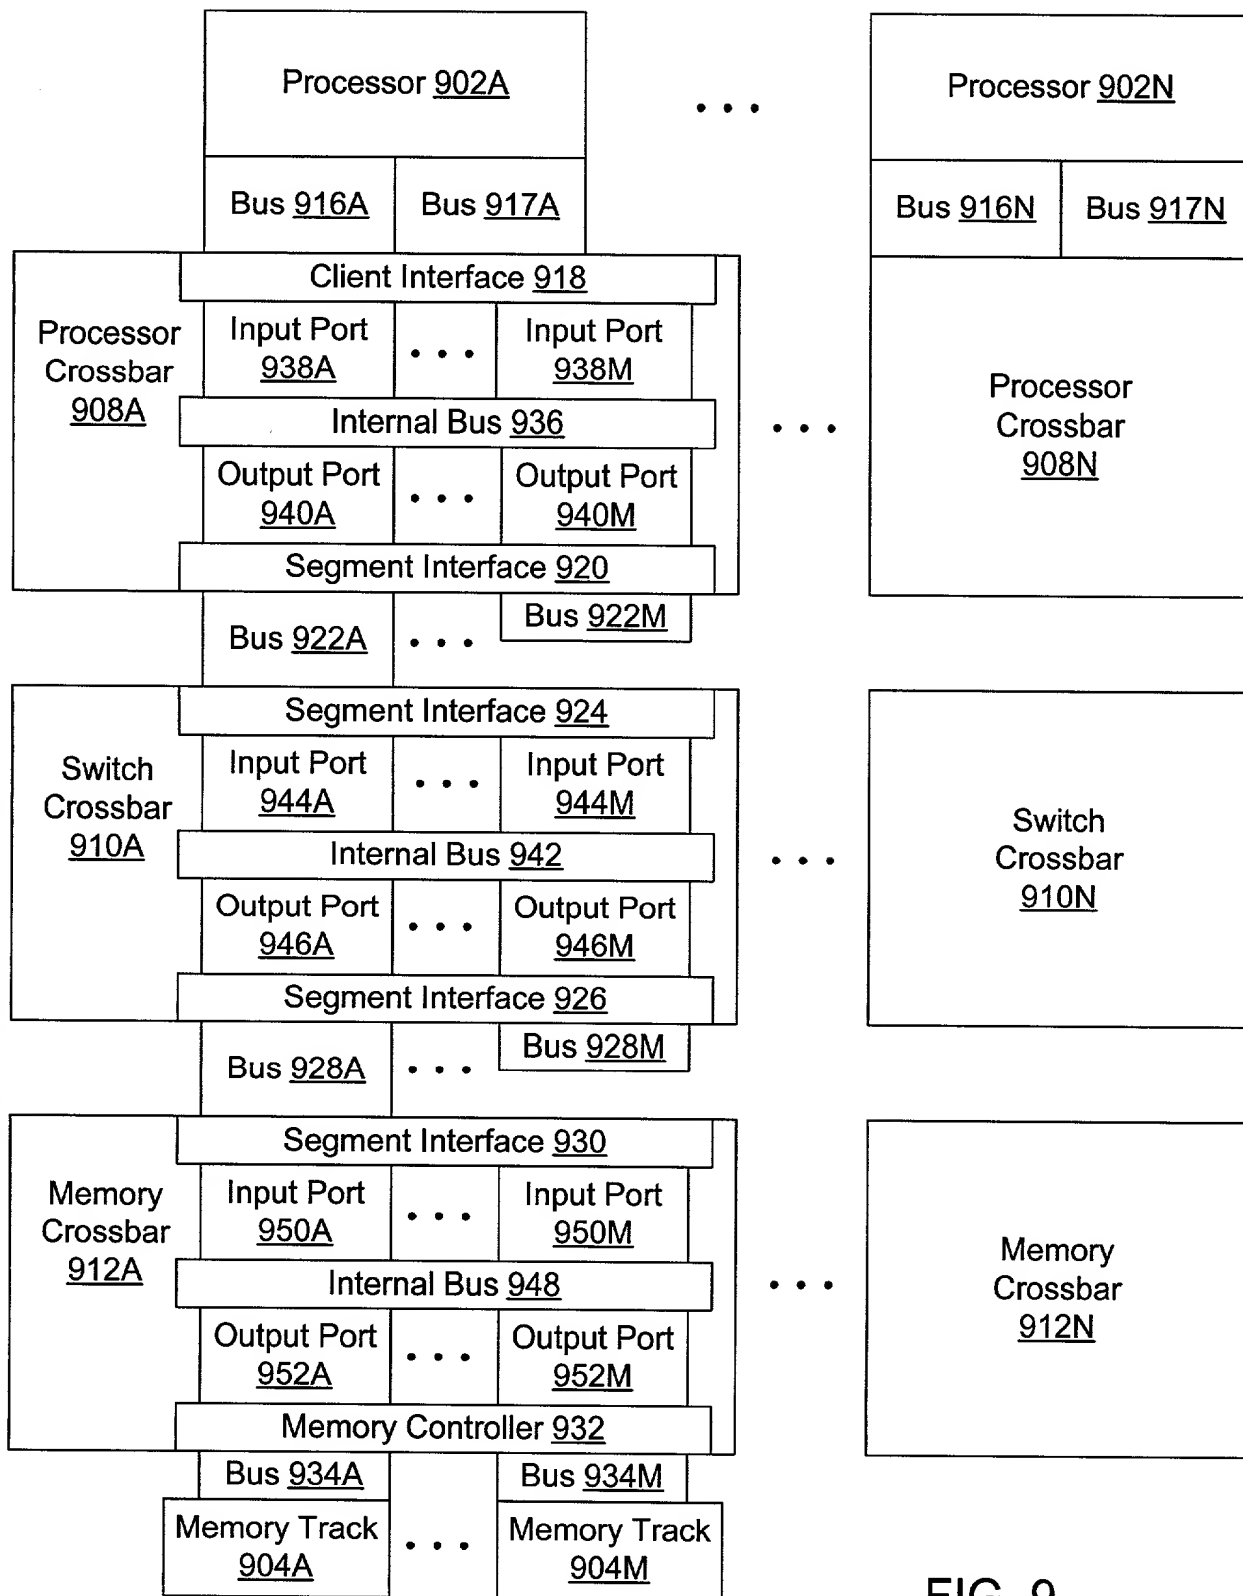 Processor 902A
Processor 902N
Bus 916A
Bus 917A
Bus 916N
Bus 917N
Client Interface 918
Processor
Crossbar
908A
Input Port
938A
Input Port
938M
Internal Bus 936
Output Port
940A
Output Port
940M
Segment Interface 920
Processor
Crossbar
908N
Bus 922A
Bus 922M
Segment Interface 924
Switch
Crossbar
910A
Input Port
944A
Input Port
944M
Internal Bus 942
Output Port
946A
Output Port
946M
Segment Interface 926
Switch
Crossbar
910N
Bus 928A
Bus 928M
Segment Interface 930
Memory
Crossbar
912A
Input Port
950A
Input Port
950M
Internal Bus 948
Output Port
952A
Output Port
952M
Memory Controller 932
Memory
Crossbar
912N
Bus 934A
Bus 934M
Memory Track
904A
Memory Track
904M
FIG. 9